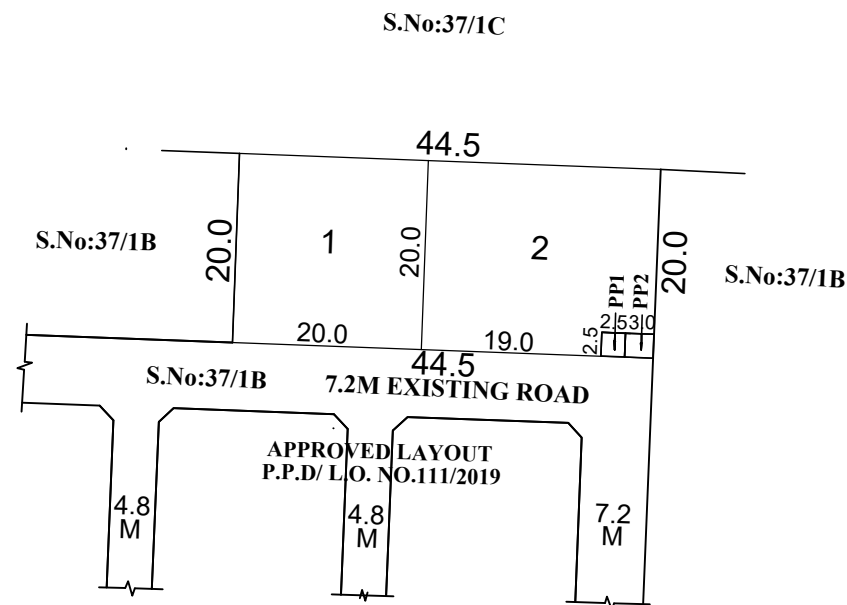 S.No:37/1C
44.5
S.No:37/1B
20.0
1
20.0
2
20.0
S.No:37/1B
PP1
PP2
20.0
19.0
2.5
2.5
3.0
44.5
S.No:37/1B
7.2M EXISTING ROAD
APPROVED LAYOUT
P.P.D/ L.O. NO.111/2019
4.8
M
4.8
M
7.2
M